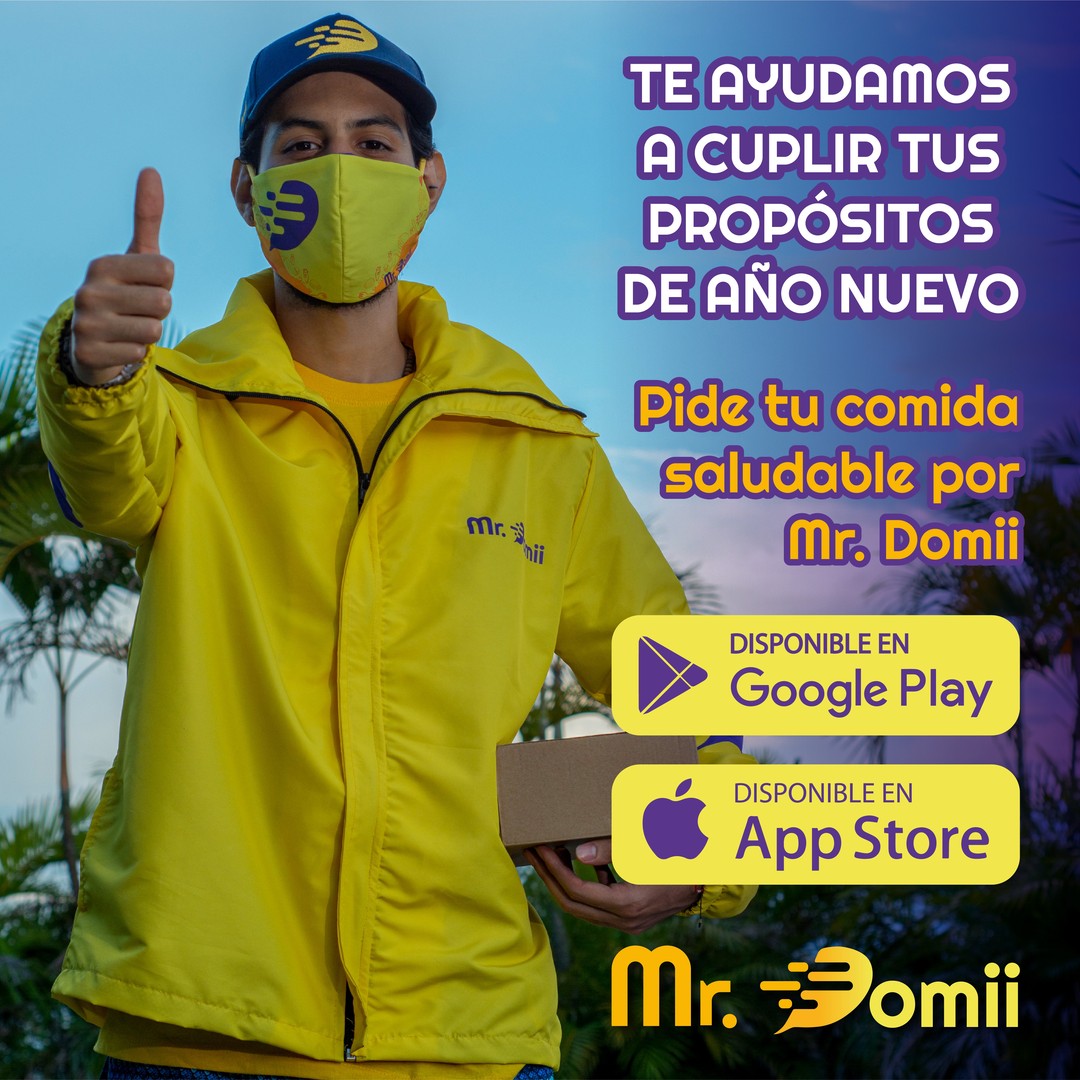 TE AYUDAMOS
A CUPLIR TUS
PROPÓSITOS
DE AÑO NUEVO
Pide tu comida
saludable por
Mr. Domii
Mr. Domii
DISPONIBLE EN
Google Play
DISPONIBLE EN
App Store
Mr. Domii